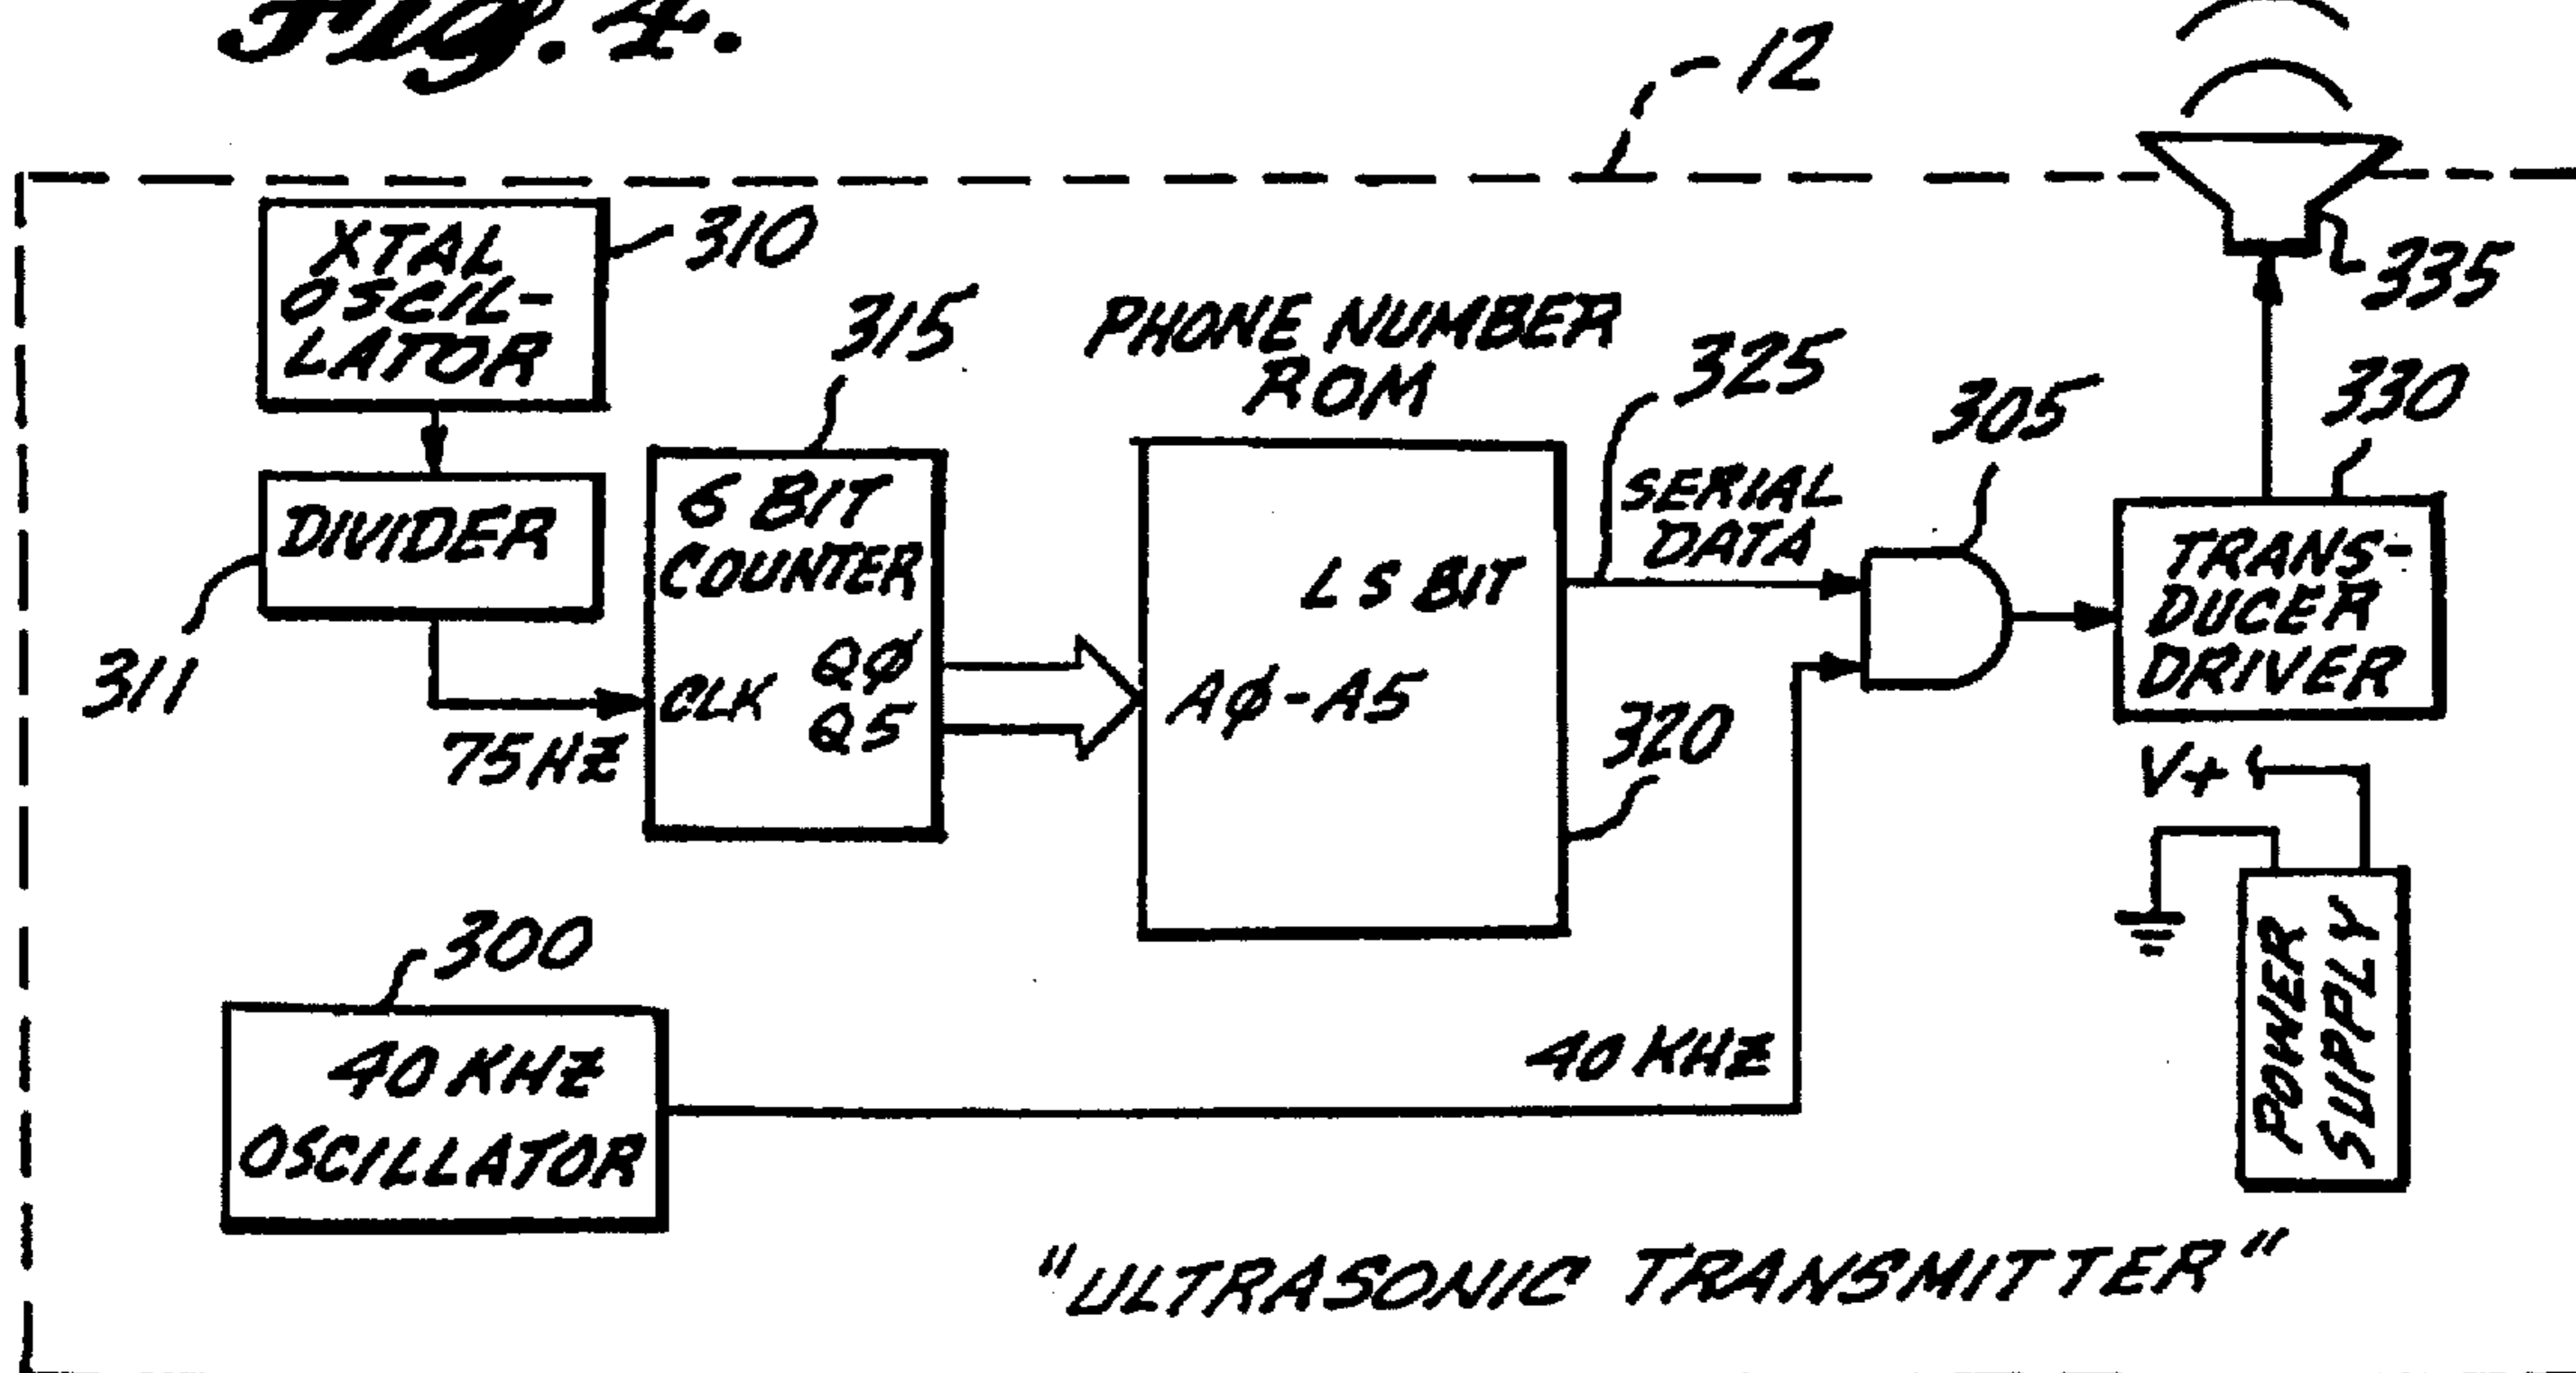 Fig. 4.
12
XTAL
OSCIL-
LATOR
310
335
315
PHONE NUMBER
ROM
325
305
330
DIVIDER
311
75HZ
6 BIT
COUNTER
CLK
QØ
Q5
LS BIT
AØ-A5
320
SERIAL
DATA
TRANS-
DUCER
DRIVER
V+
POWER
SUPPLY
300
40 KHZ
OSCILLATOR
40 KHZ
"ULTRASONIC TRANSMITTER"